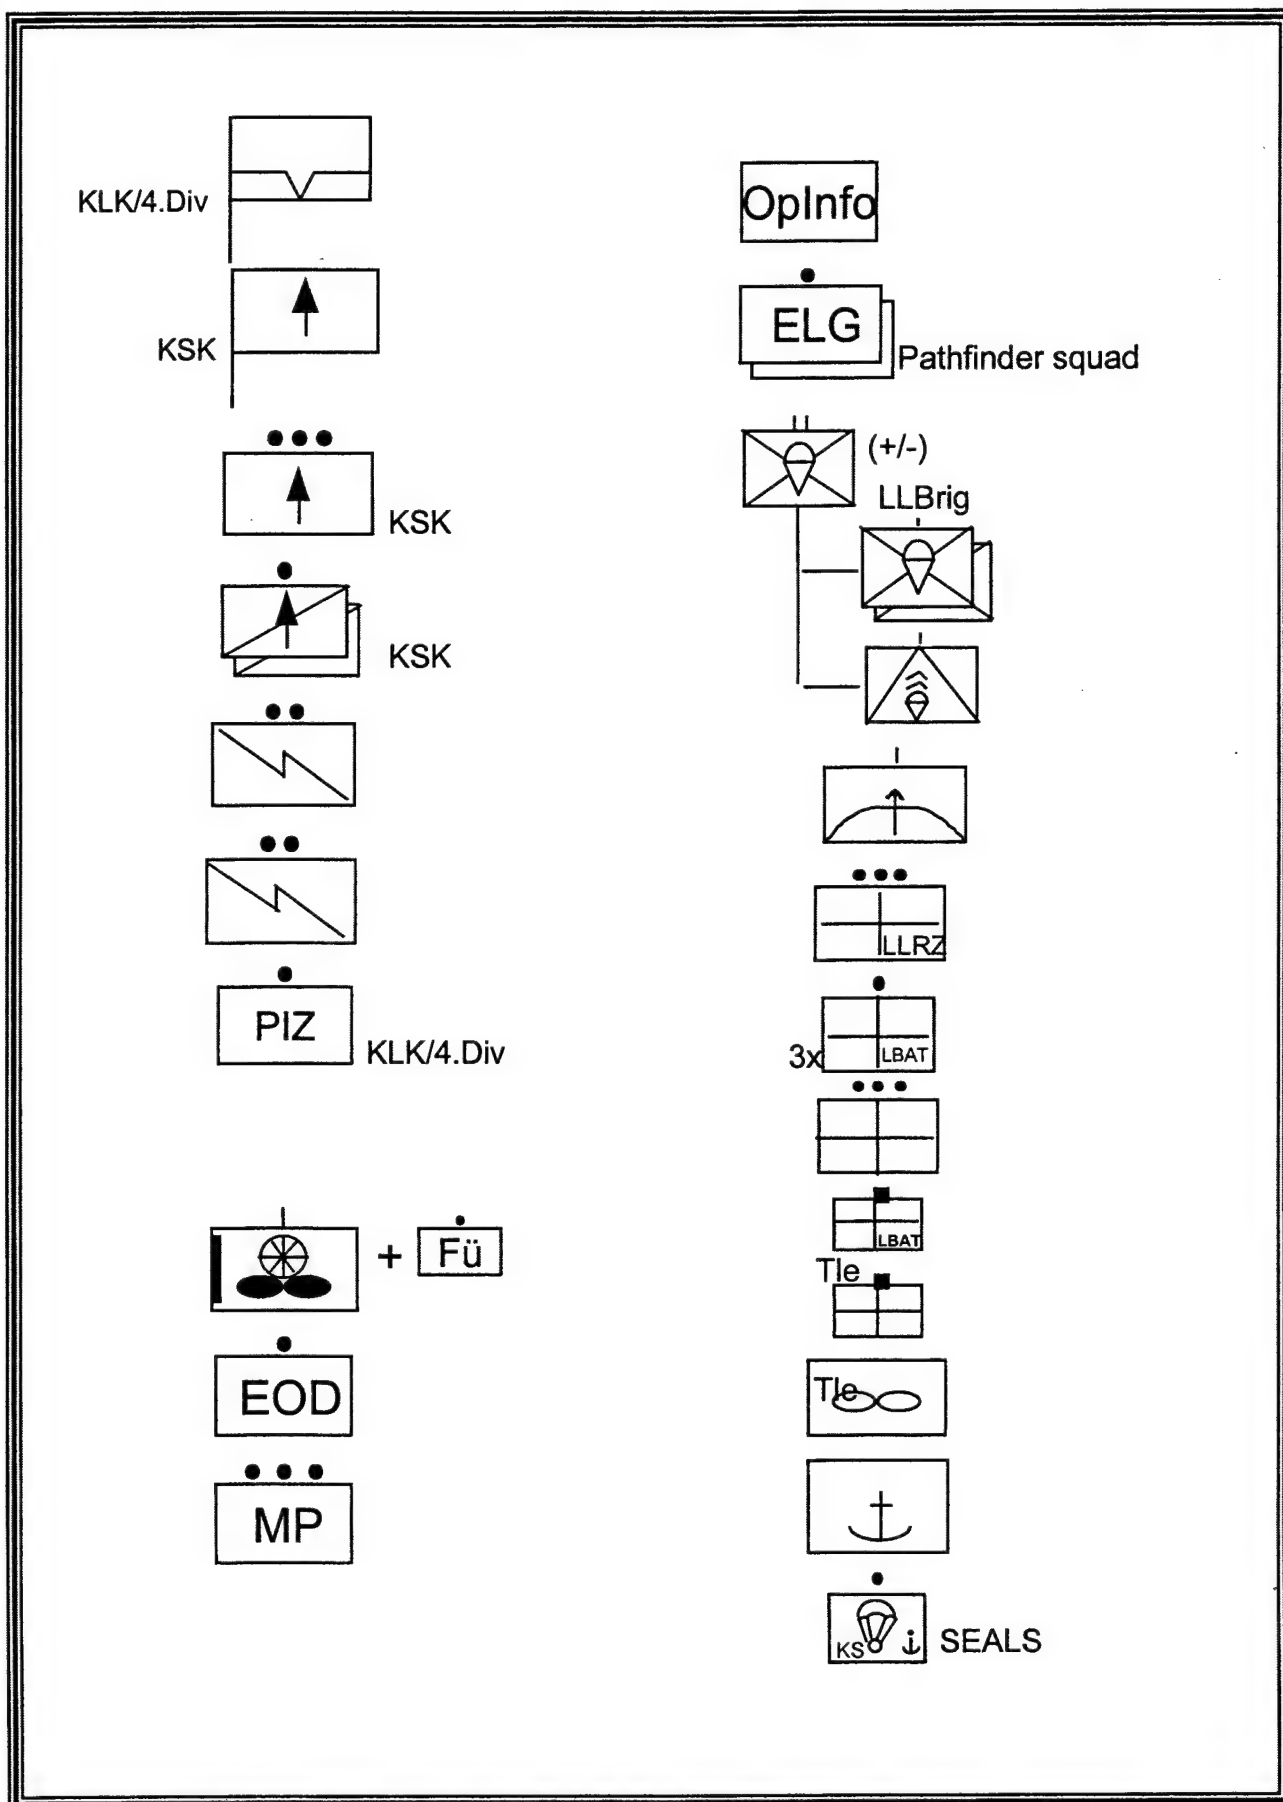 KLK/4.Div
KSK
KSK
KSK
PIZ
KLK/4.Div
+ Fü
EOD
MP
OpInfo
ELG
Pathfinder squad
(+/-)
LLBrig
LLRZ
3x
LBAT
LBAT
Tle
Tle
KS
SEALS